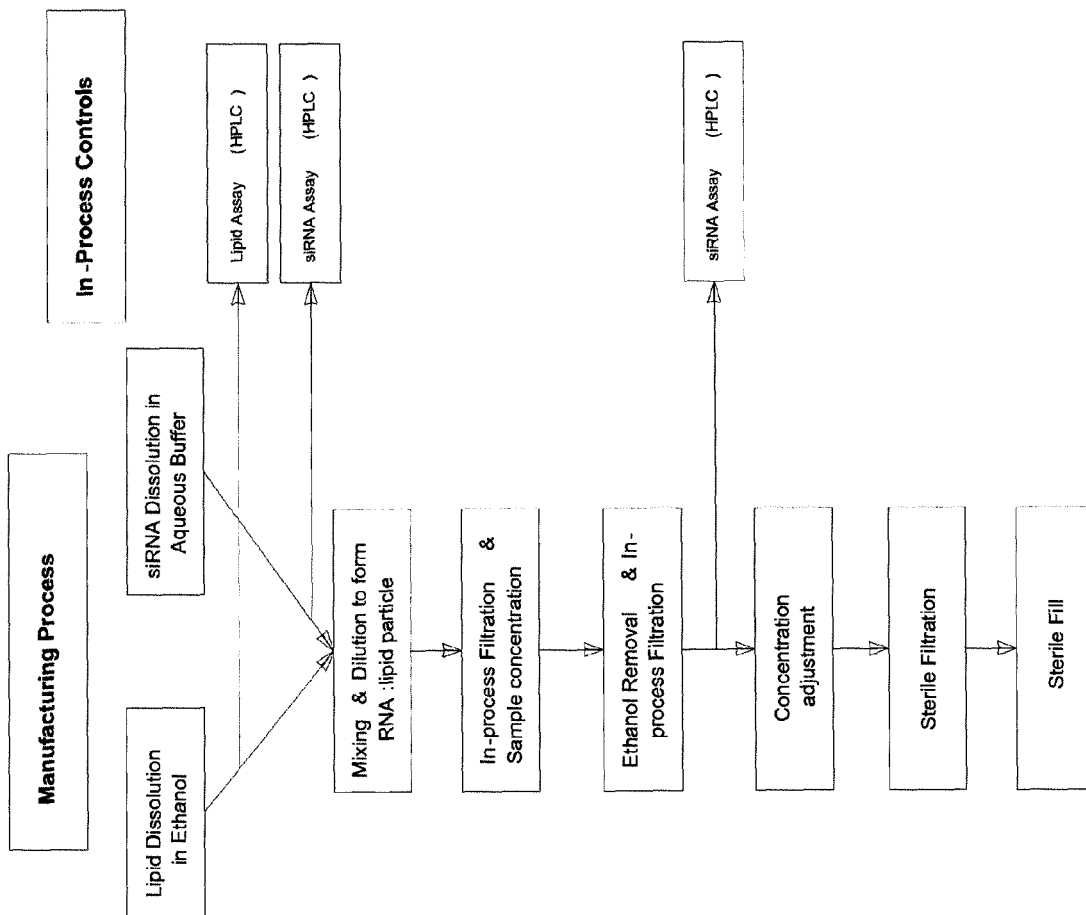 Manufacturing Process
In-Process Controls
Lipid Dissolution
in Ethanol
siRNA Dissolution in
Aqueous Buffer
Lipid Assay (HPLC )
siRNA Assay (HPLC )
Mixing & Dilution to form
RNA :lipid particle
In-process Filtration &
Sample concentration
Ethanol Removal & In-
process Filtration
siRNA Assay (HPLC )
Concentration
adjustment
Sterile Filtration
Sterile Fill